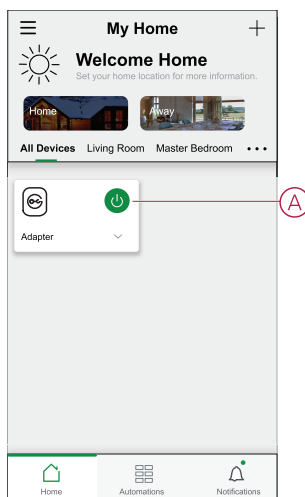 My Home
Welcome Home
Set your home location for more information.
Home Away
All Devices Living Room Master Bedroom
A
Adapter
Home Automations Notifications